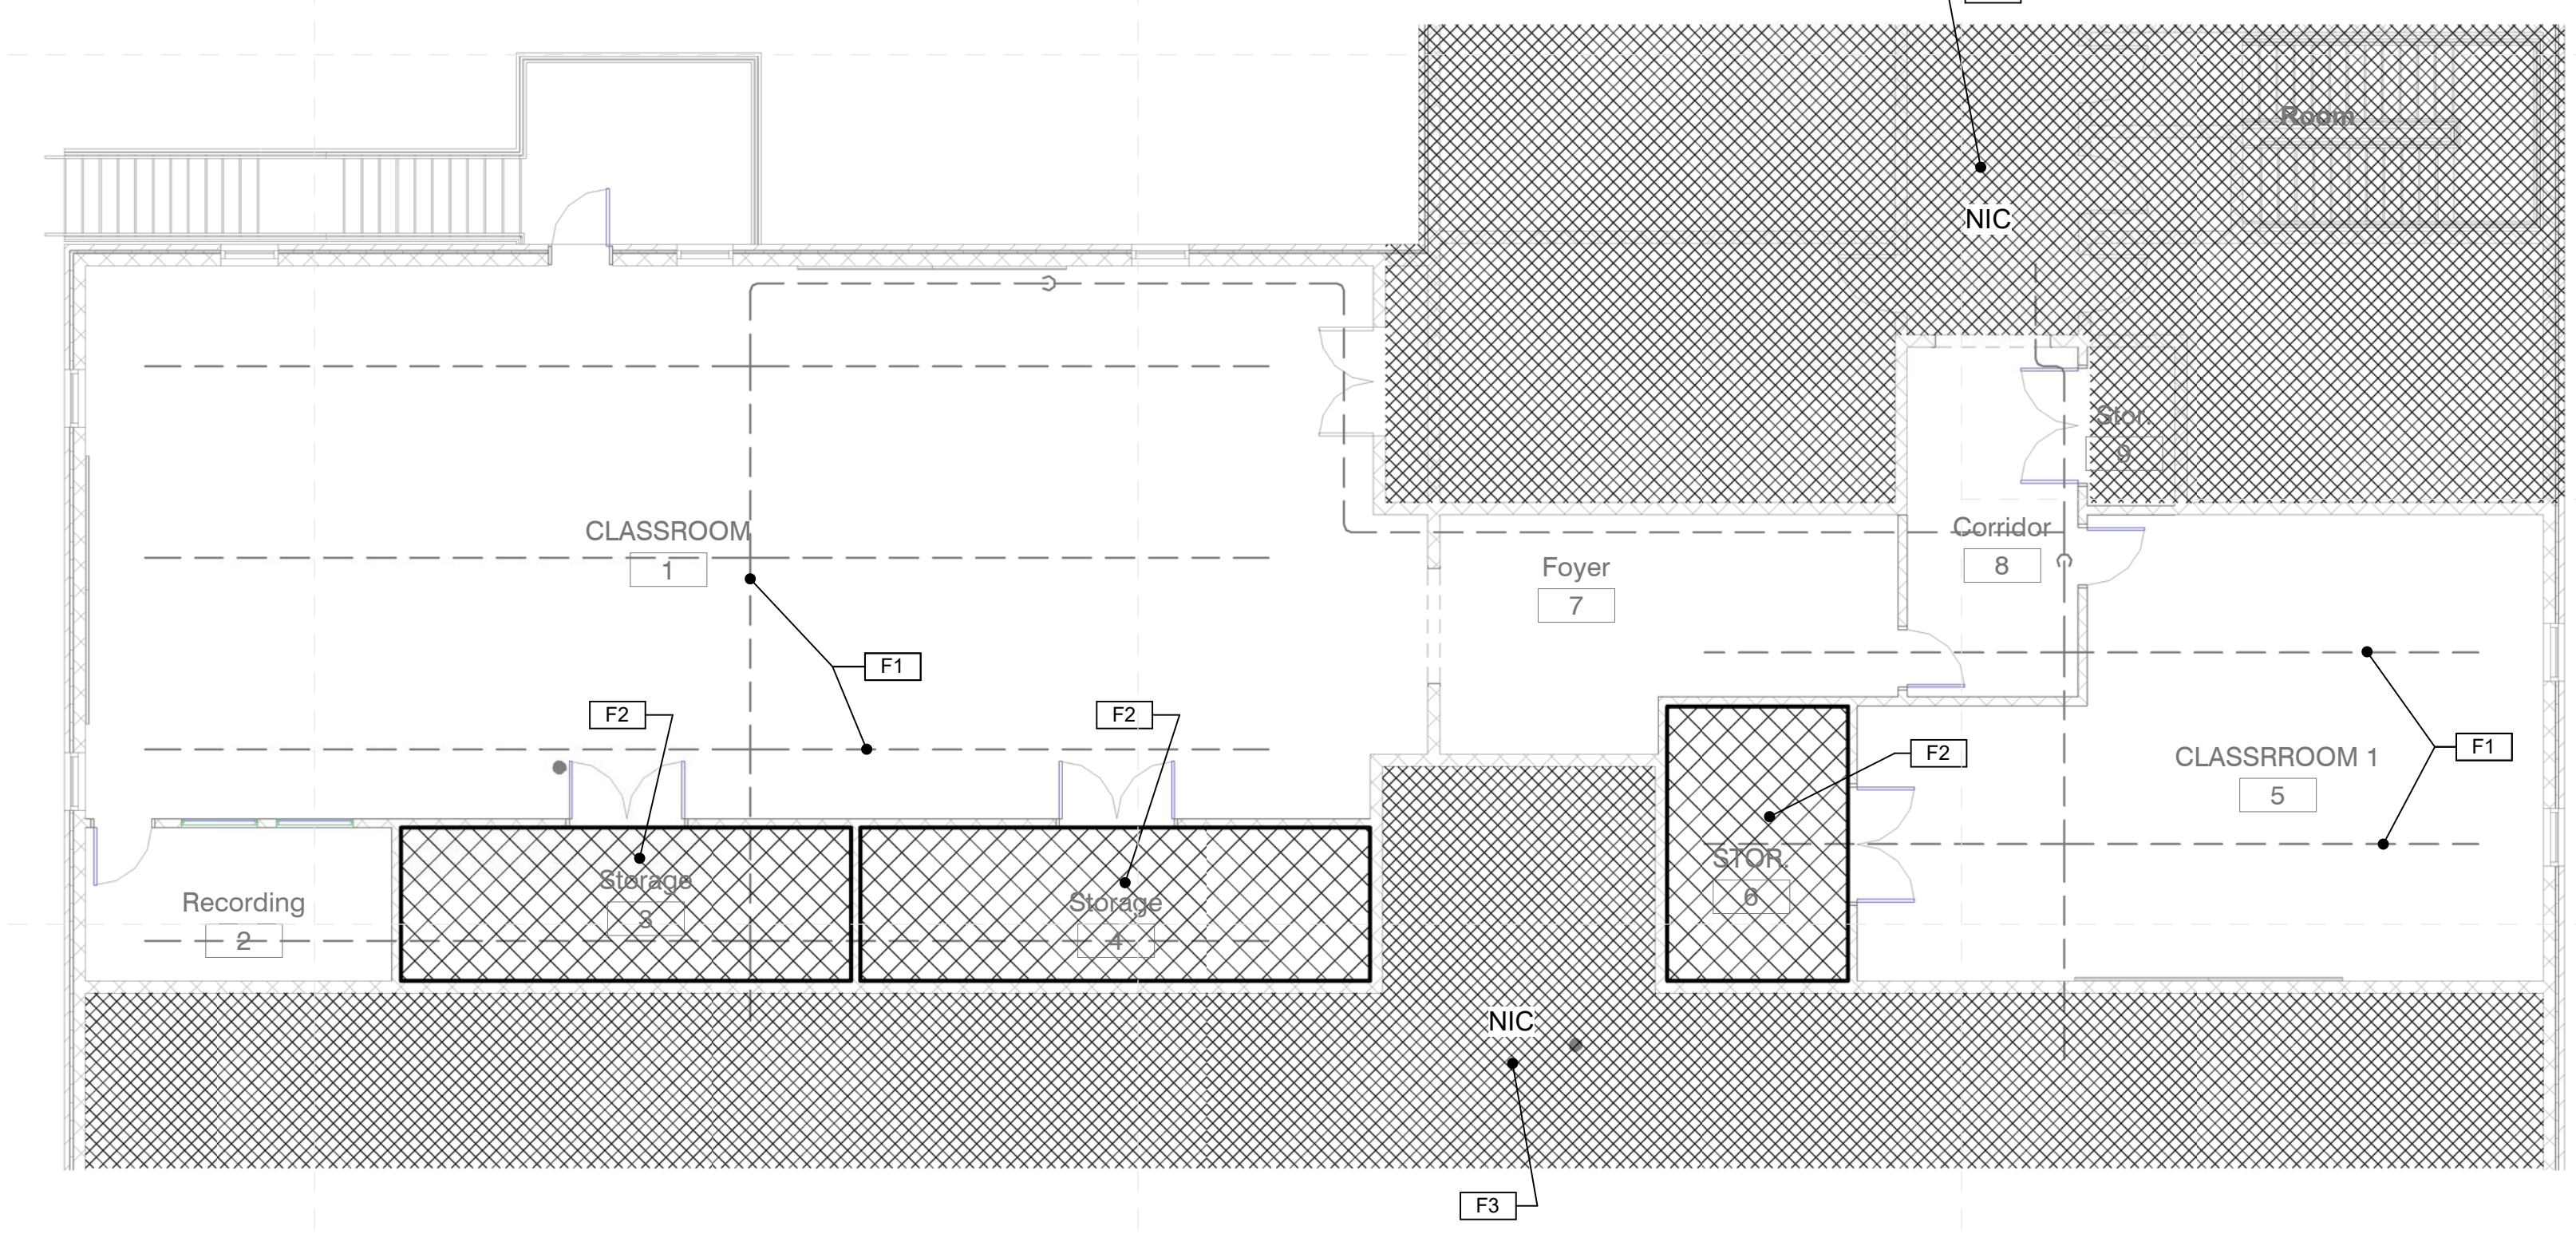 Room
NIC
Stor.
9
CLASSROOM
1
Corridor
8
Foyer
7
F1
F2
F2
F2
F1
CLASSRROOM 1
5
STOR.
6
Storage
3
Recording
2
Storage
4
NIC
F3